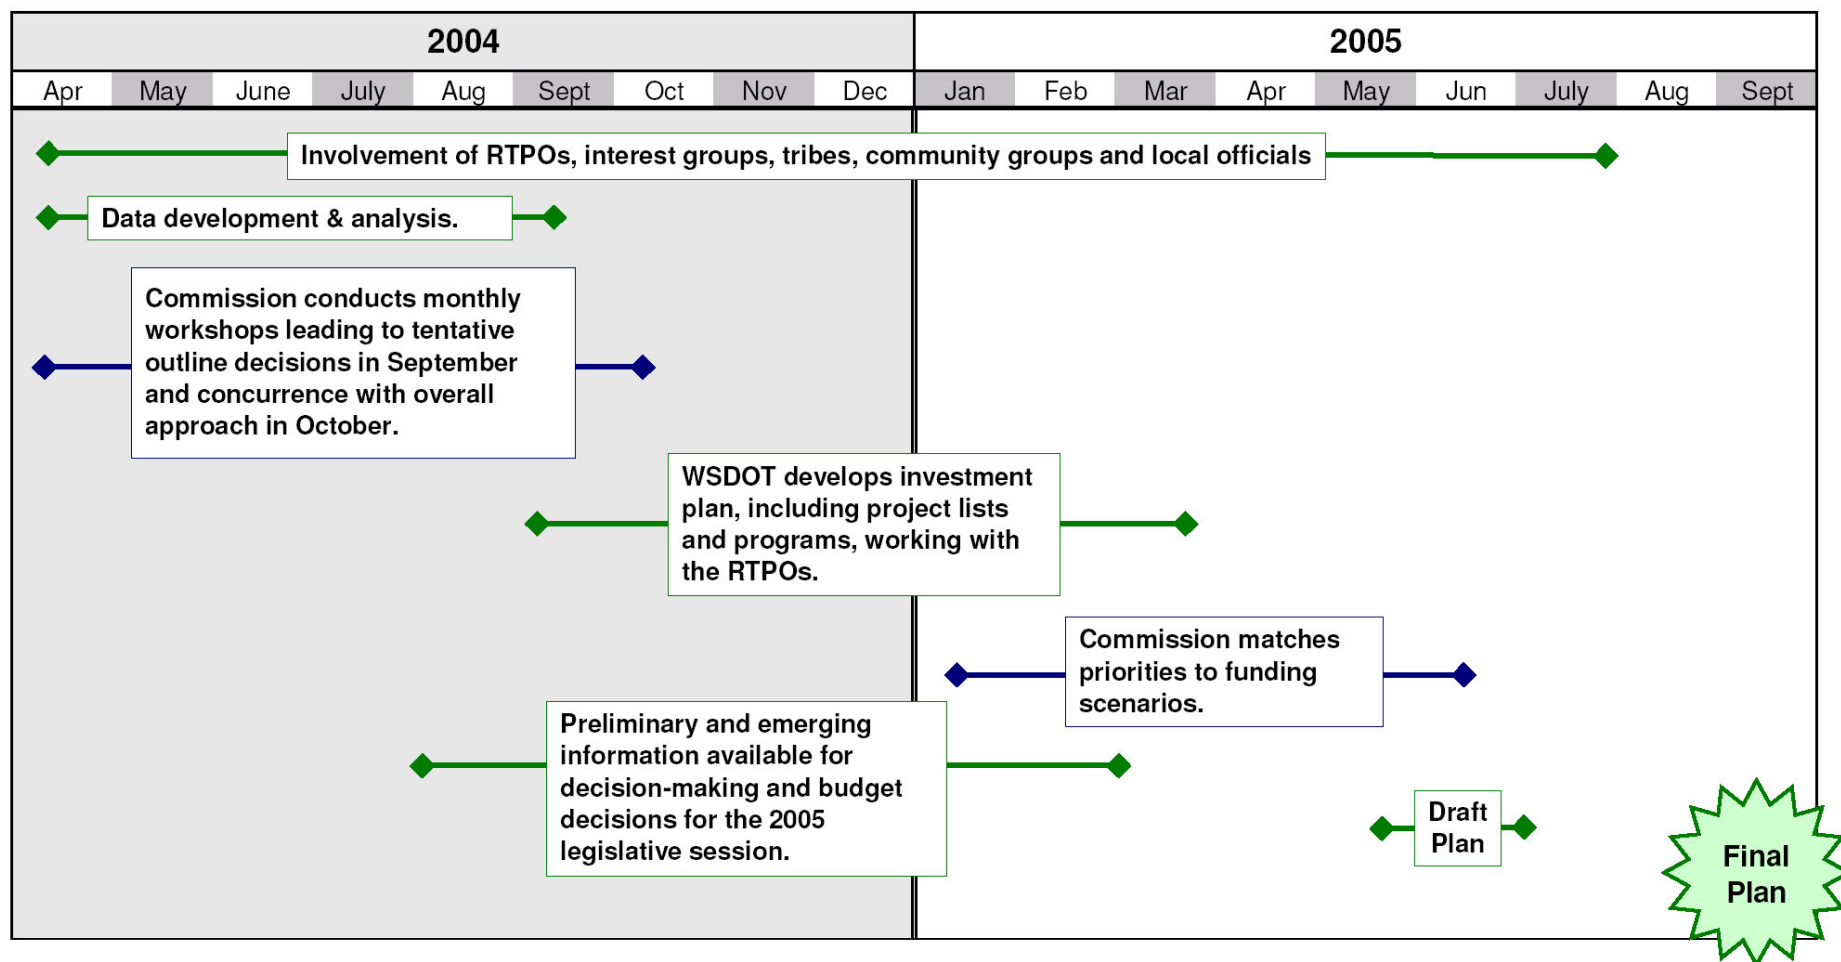 2004
2005
Apr May June July Aug Sept Oct Nov Dec Jan Feb Mar Apr May Jun July Aug Sept
Involvement of RTPOs, interest groups, tribes, community groups and local officials
Data development & analysis.
Commission conducts monthly
workshops leading to tentative
outline decisions in September
and concurrence with overall
approach in October.
WSDOT develops investment
plan, including project lists
and programs, working with
the RTPOs.
Commission matches
priorities to funding
scenarios.
Preliminary and emerging
information available for
decision-making and budget
decisions for the 2005
legislative session.
Draft
Plan
Final
Plan